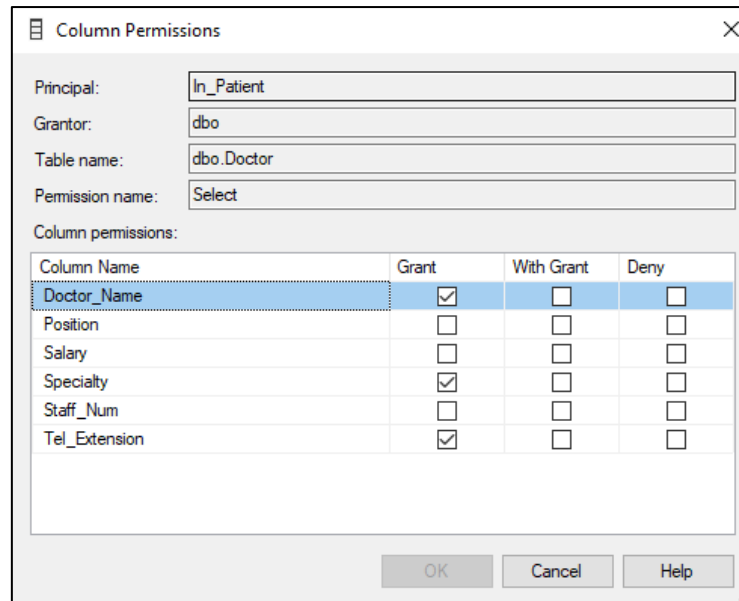 Column Permissions
Principal: In_Patient
Grantor: dbo
Table name: dbo.Doctor
Permission name: Select
Column permissions:
Column Name Grant With Grant Deny
Doctor_Name
Position
Salary
Specialty
Staff_Num
Tel_Extension
OK Cancel Help